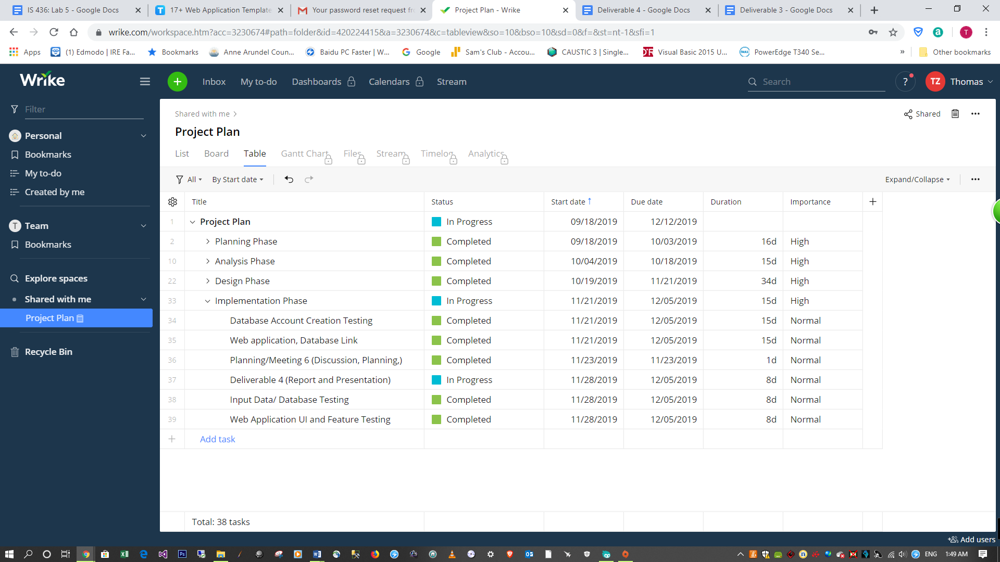 IS 436: Lab 5 - Google Docs
17+ Web Application Template
Your password reset request fr
Project Plan - Wrike
Deliverable 4 - Google Docs
Deliverable 3 - Google Docs
wrike.com/workspace.htm?acc=3230674#path=folder&id=420224415&a=3230674&c=tableview&so=10&bso=10&sd=0&f=&st=nt-1&sfi=1
T
Apps
(1) Edmodo | IRE Fa...
Bookmarks
Anne Arundel Coun...
Baidu PC Faster | W...
Google
Sam's Club - Accou...
CAUSTIC 3 | Single...
Visual Basic 2015 U...
PowerEdge T340 Se...
»
Other bookmarks
Wrike
Inbox
My to-do
Dashboards
Calendars
Stream
Search
?
TZ
Thomas
Filter
Personal
Bookmarks
My to-do
Created by me
T
Team
Bookmarks
Explore spaces
Shared with me
Project Plan
Recycle Bin
Shared with me >
Shared
Project Plan
List
Board
Table
Gantt Chart
Files
Stream
Timelog
Analytics
All
By Start date
Expand/Collapse
Title Status Start date ↑ Due date Duration Importance +
1 Project Plan In Progress 09/18/2019 12/12/2019
2 Planning Phase Completed 09/18/2019 10/03/2019 16d High
10 Analysis Phase Completed 10/04/2019 10/18/2019 15d High
22 Design Phase Completed 10/19/2019 11/21/2019 34d High
33 Implementation Phase In Progress 11/21/2019 12/05/2019 15d High
34 Database Account Creation Testing Completed 11/21/2019 12/05/2019 15d Normal
35 Web application, Database Link Completed 11/21/2019 12/05/2019 15d Normal
36 Planning/Meeting 6 (Discussion, Planning,) Completed 11/23/2019 11/23/2019 1d Normal
37 Deliverable 4 (Report and Presentation) In Progress 11/28/2019 12/05/2019 8d Normal
38 Input Data/ Database Testing Completed 11/28/2019 12/05/2019 8d Normal
39 Web Application UI and Feature Testing Completed 11/28/2019 12/05/2019 8d Normal
+ Add task
Total: 38 tasks
Add users
ENG
1:49 AM